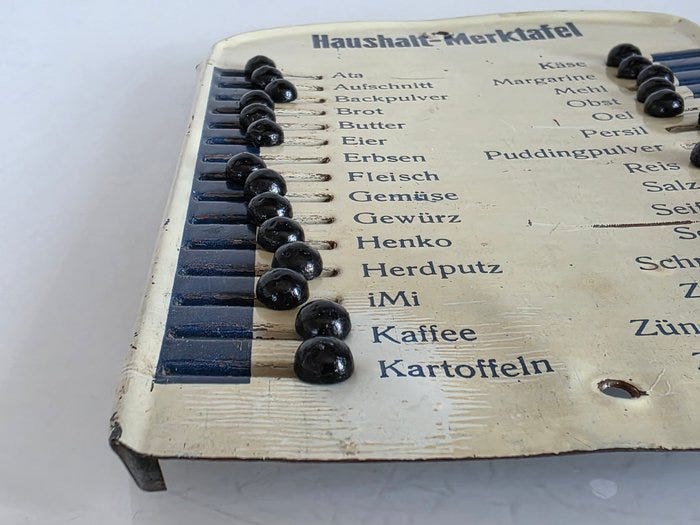 Haushalt-Merktafel
Ata
Aufschnitt
Backpulver
Brot
Butter
Eier
Erbsen
Fleisch
Gemüse
Gewürz
Henko
Herdputz
iMi
Kaffee
Kartoffeln
Käse
Margarine
Mehl
Obst
Oel
Persil
Puddingpulver
Reis
Salz